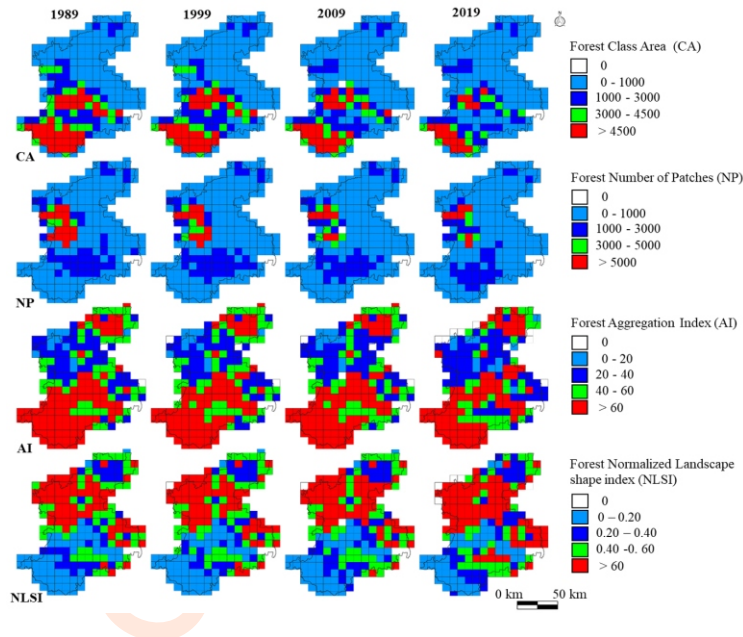 1989 1999 2009 2019
Forest Class Area (CA)
0
0 - 1000
1000 - 3000
3000 - 4500
> 4500
CA
Forest Number of Patches (NP)
0
0 - 1000
1000 - 3000
3000 - 5000
> 5000
NP
Forest Aggregation Index (AI)
0
0 - 20
20 - 40
40 - 60
> 60
AI
Forest Normalized Landscape
shape index (NLSI)
0
0 – 0.20
0.20 – 0.40
0.40 -0. 60
> 60
NLSI
0 km 50 km